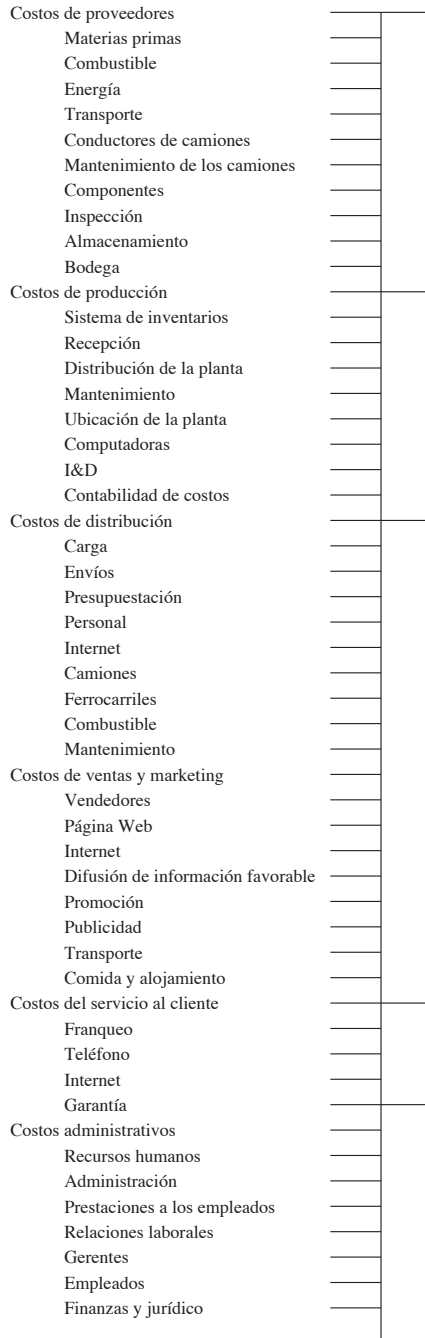 Costos de proveedores
Materias primas
Combustible
Energía
Transporte
Conductores de camiones
Mantenimiento de los camiones
Componentes
Inspección
Almacenamiento
Bodega
Costos de producción
Sistema de inventarios
Recepción
Distribución de la planta
Mantenimiento
Ubicación de la planta
Computadoras
I&D
Contabilidad de costos
Costos de distribución
Carga
Envíos
Presupuestación
Personal
Internet
Camiones
Ferrocarriles
Combustible
Mantenimiento
Costos de ventas y marketing
Vendedores
Página Web
Internet
Difusión de información favorable
Promoción
Publicidad
Transporte
Comida y alojamiento
Costos del servicio al cliente
Franqueo
Teléfono
Internet
Garantía
Costos administrativos
Recursos humanos
Administración
Prestaciones a los empleados
Relaciones laborales
Gerentes
Empleados
Finanzas y jurídico